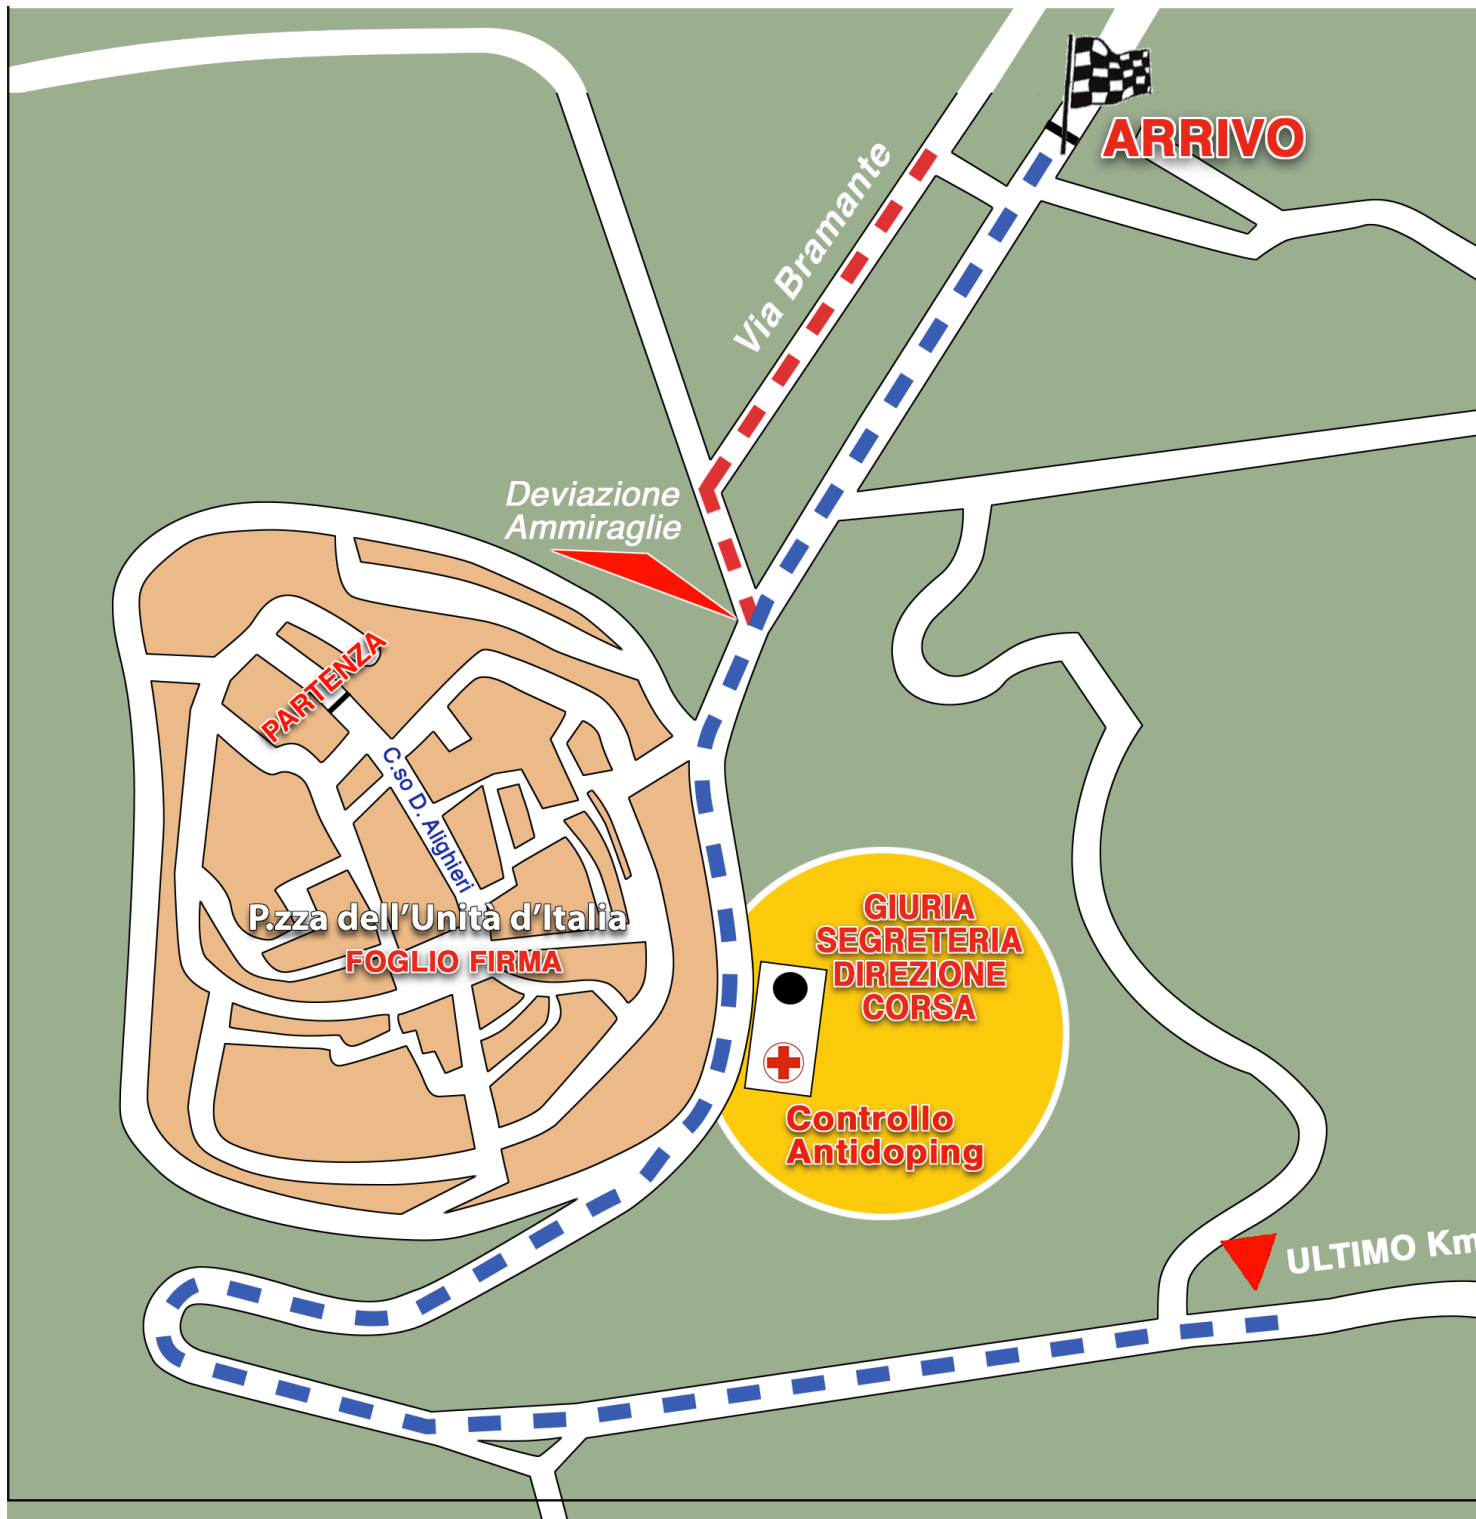 ARRIVO
Via Bramante
Deviazione
Ammiraglie
PARTENZA
C.so D. Alighieri
P.zza dell'Unità d'Italia
FOGLIO FIRMA
GIURIA
SEGRETERIA
DIREZIONE
CORSA
Controllo
Antidoping
ULTIMO Km